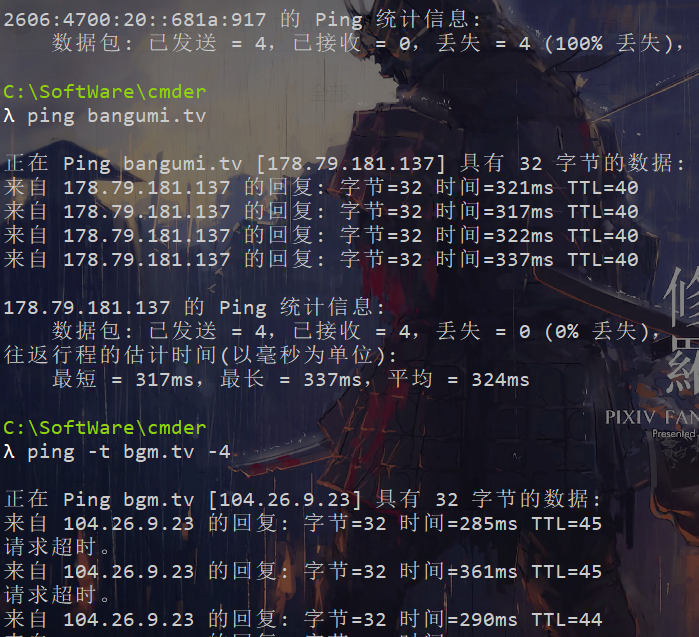 2606:4700:20::681a:917 的 Ping 统计信息:
数据包: 已发送 = 4，已接收 = 0，丢失 = 4 (100% 丢失)，
C:\SoftWare\cmder
λ ping bangumi.tv
正在 Ping bangumi.tv [178.79.181.137] 具有 32 字节的数据:
来自 178.79.181.137 的回复: 字节=32 时间=321ms TTL=40
来自 178.79.181.137 的回复: 字节=32 时间=317ms TTL=40
来自 178.79.181.137 的回复: 字节=32 时间=322ms TTL=40
来自 178.79.181.137 的回复: 字节=32 时间=337ms TTL=40
178.79.181.137 的 Ping 统计信息:
数据包: 已发送 = 4，已接收 = 4，丢失 = 0 (0% 丢失)，
往返行程的估计时间(以毫秒为单位):
最短 = 317ms，最长 = 337ms，平均 = 324ms
修羅
PIXIV FAN
Presented
C:\SoftWare\cmder
λ ping -t bgm.tv -4
正在 Ping bgm.tv [104.26.9.23] 具有 32 字节的数据:
来自 104.26.9.23 的回复: 字节=32 时间=285ms TTL=45
请求超时。
来自 104.26.9.23 的回复: 字节=32 时间=361ms TTL=45
请求超时。
来自 104.26.9.23 的回复: 字节=32 时间=290ms TTL=44